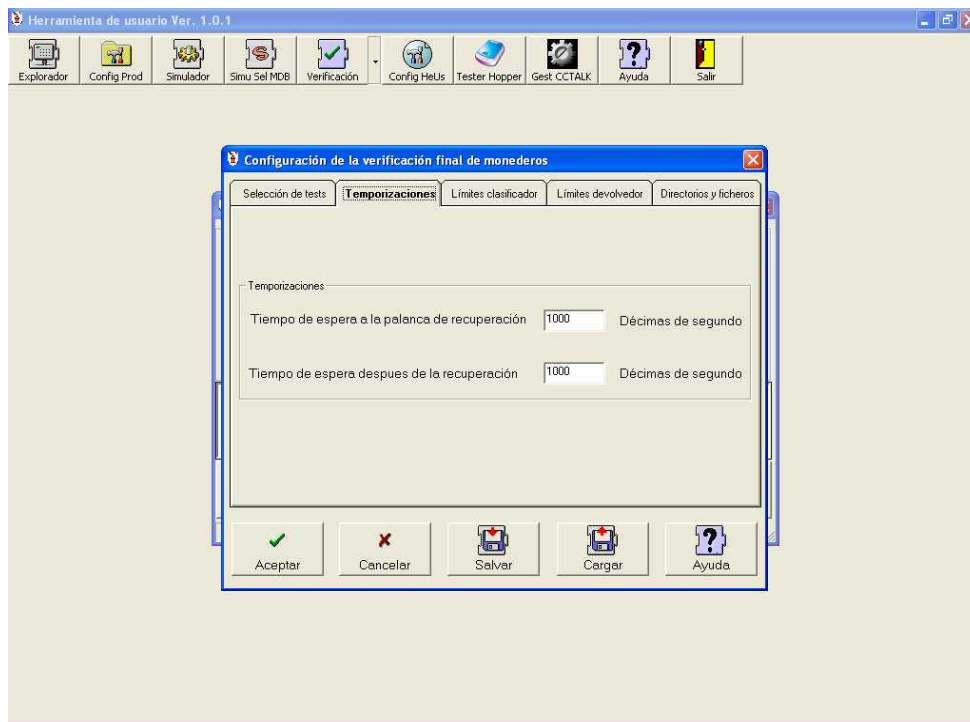 Herramienta de usuario Ver. 1.0.1
Explorador Config Prod Simulador Simu Sel MDB Verificación Config HeUs Tester Hopper Gest CCTALK Ayuda Salir
Configuración de la verificación final de monederos
Selección de tests Temporizaciones Límites clasificador Límites devolvedor Directorios y ficheros
Temporizaciones
Tiempo de espera a la palanca de recuperación 1000 Décimas de segundo
Tiempo de espera despues de la recuperación 1000 Décimas de segundo
Aceptar Cancelar Salvar Cargar Ayuda